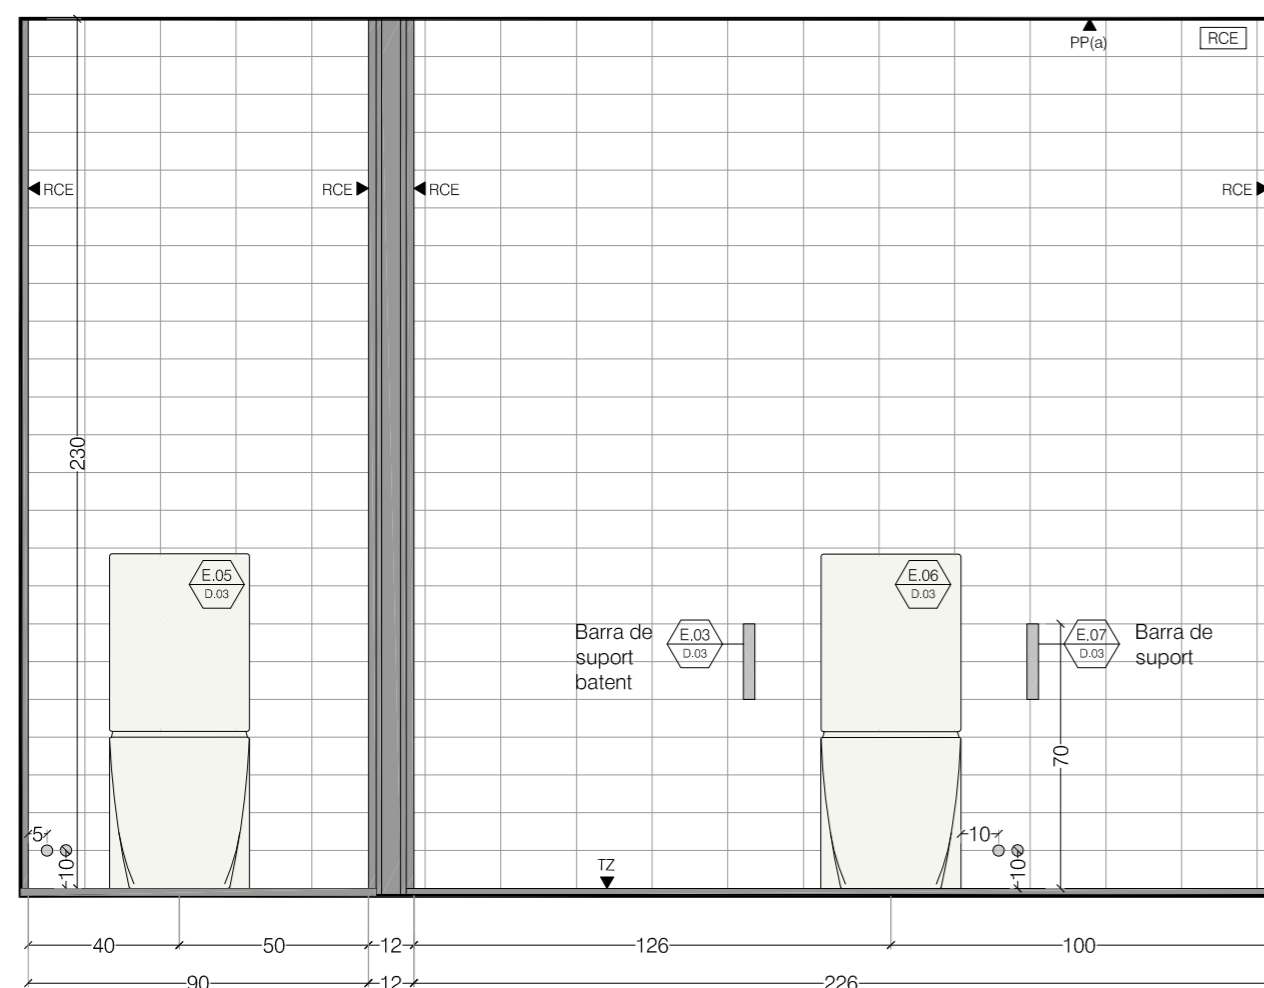 PP(a)
RCE
RCE
RCE
RCE
RCE
230
E.05
D.03
E.06
D.03
Barra de
suport
batent
E.03
D.03
E.07
D.03
Barra de
suport
70
5
10
10
10
TZ
40
50
12
126
100
90
12
226